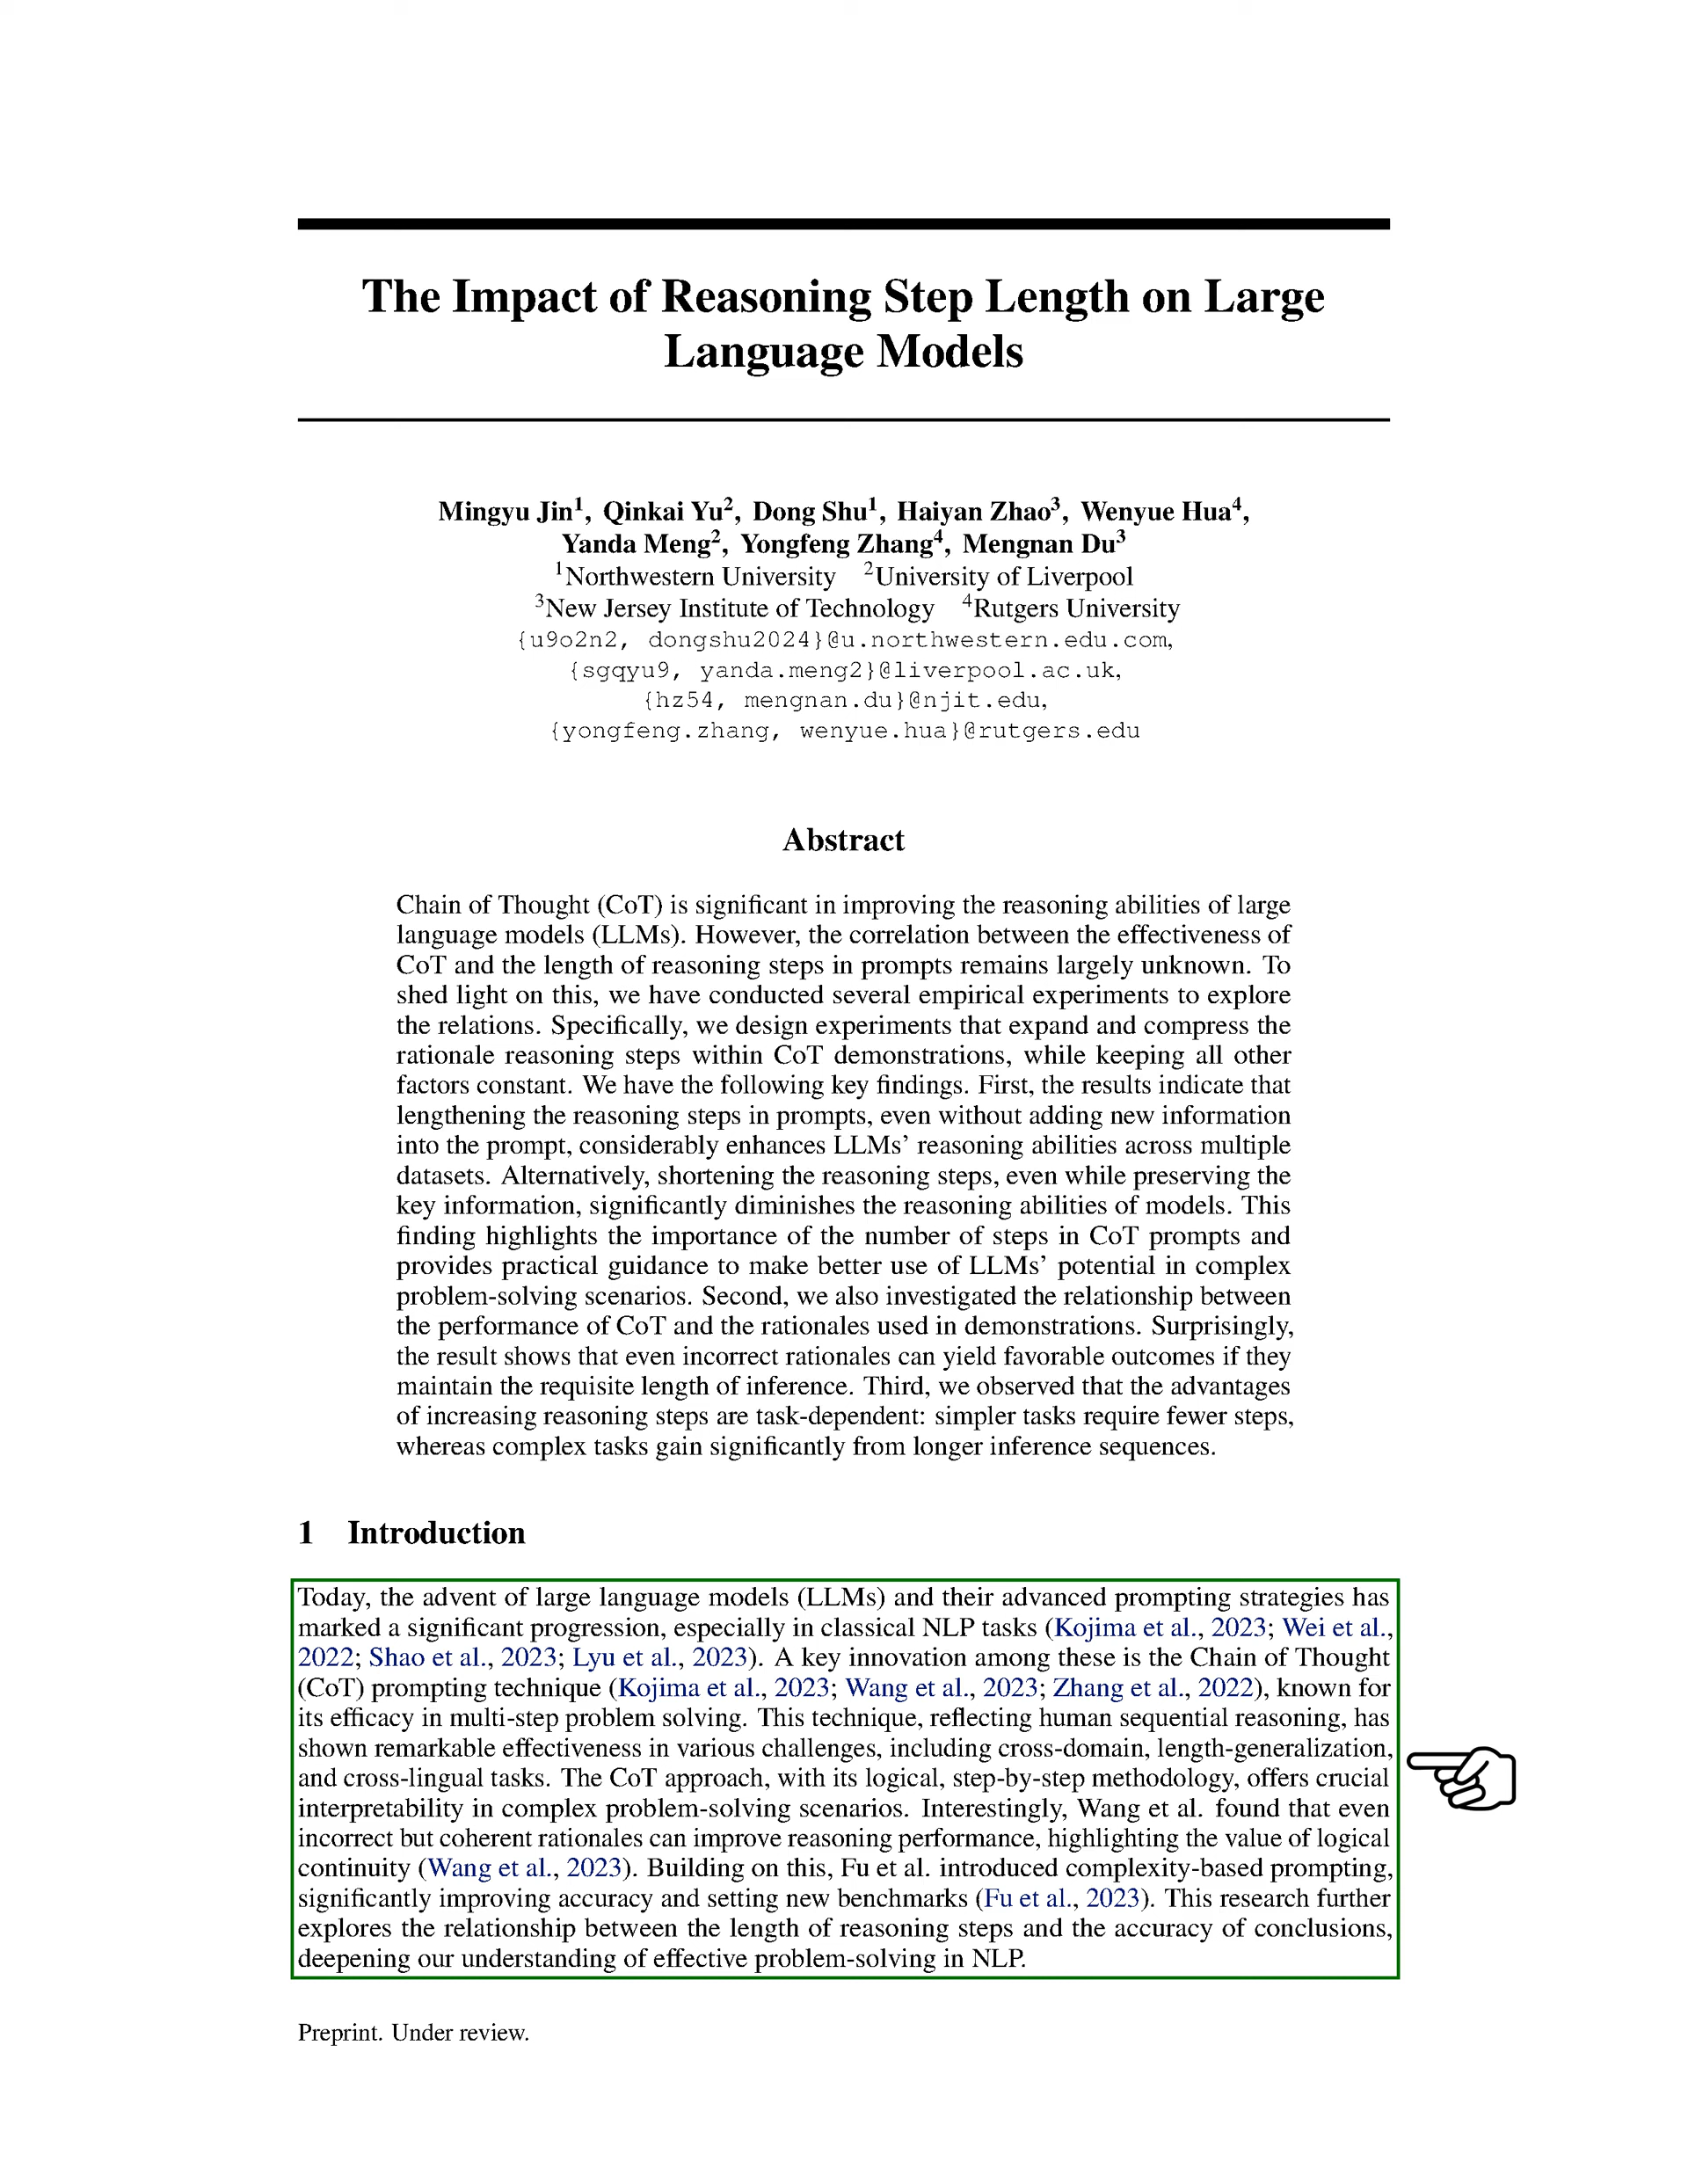 The Impact of Reasoning Step Length on Large
Language Models
Mingyu Jin1, Qinkai Yu2, Dong Shu1, Haiyan Zhao3, Wenyue Hua4,
Yanda Meng2, Yongfeng Zhang4, Mengnan Du3
1Northwestern University 2University of Liverpool
3New Jersey Institute of Technology 4Rutgers University
{u9o2n2, dongshu2024}@u.northwestern.edu.com,
{sgqyu9, yanda.meng2}@liverpool.ac.uk,
{hz54, mengnan.du}@njit.edu,
{yongfeng.zhang, wenyue.hua}@rutgers.edu
Abstract
Chain of Thought (CoT) is significant in improving the reasoning abilities of large
language models (LLMs). However, the correlation between the effectiveness of
CoT and the length of reasoning steps in prompts remains largely unknown. To
shed light on this, we have conducted several empirical experiments to explore
the relations. Specifically, we design experiments that expand and compress the
rationale reasoning steps within CoT demonstrations, while keeping all other
factors constant. We have the following key findings. First, the results indicate that
lengthening the reasoning steps in prompts, even without adding new information
into the prompt, considerably enhances LLMs’ reasoning abilities across multiple
datasets. Alternatively, shortening the reasoning steps, even while preserving the
key information, significantly diminishes the reasoning abilities of models. This
finding highlights the importance of the number of steps in CoT prompts and
provides practical guidance to make better use of LLMs’ potential in complex
problem-solving scenarios. Second, we also investigated the relationship between
the performance of CoT and the rationales used in demonstrations. Surprisingly,
the result shows that even incorrect rationales can yield favorable outcomes if they
maintain the requisite length of inference. Third, we observed that the advantages
of increasing reasoning steps are task-dependent: simpler tasks require fewer steps,
whereas complex tasks gain significantly from longer inference sequences.
1 Introduction
Today, the advent of large language models (LLMs) and their advanced prompting strategies has
marked a significant progression, especially in classical NLP tasks (Kojima et al., 2023; Wei et al.,
2022; Shao et al., 2023; Lyu et al., 2023). A key innovation among these is the Chain of Thought
(CoT) prompting technique (Kojima et al., 2023; Wang et al., 2023; Zhang et al., 2022), known for
its efficacy in multi-step problem solving. This technique, reflecting human sequential reasoning, has
shown remarkable effectiveness in various challenges, including cross-domain, length-generalization,
and cross-lingual tasks. The CoT approach, with its logical, step-by-step methodology, offers crucial
interpretability in complex problem-solving scenarios. Interestingly, Wang et al. found that even
incorrect but coherent rationales can improve reasoning performance, highlighting the value of logical
continuity (Wang et al., 2023). Building on this, Fu et al. introduced complexity-based prompting,
significantly improving accuracy and setting new benchmarks (Fu et al., 2023). This research further
explores the relationship between the length of reasoning steps and the accuracy of conclusions,
deepening our understanding of effective problem-solving in NLP.
Preprint. Under review.